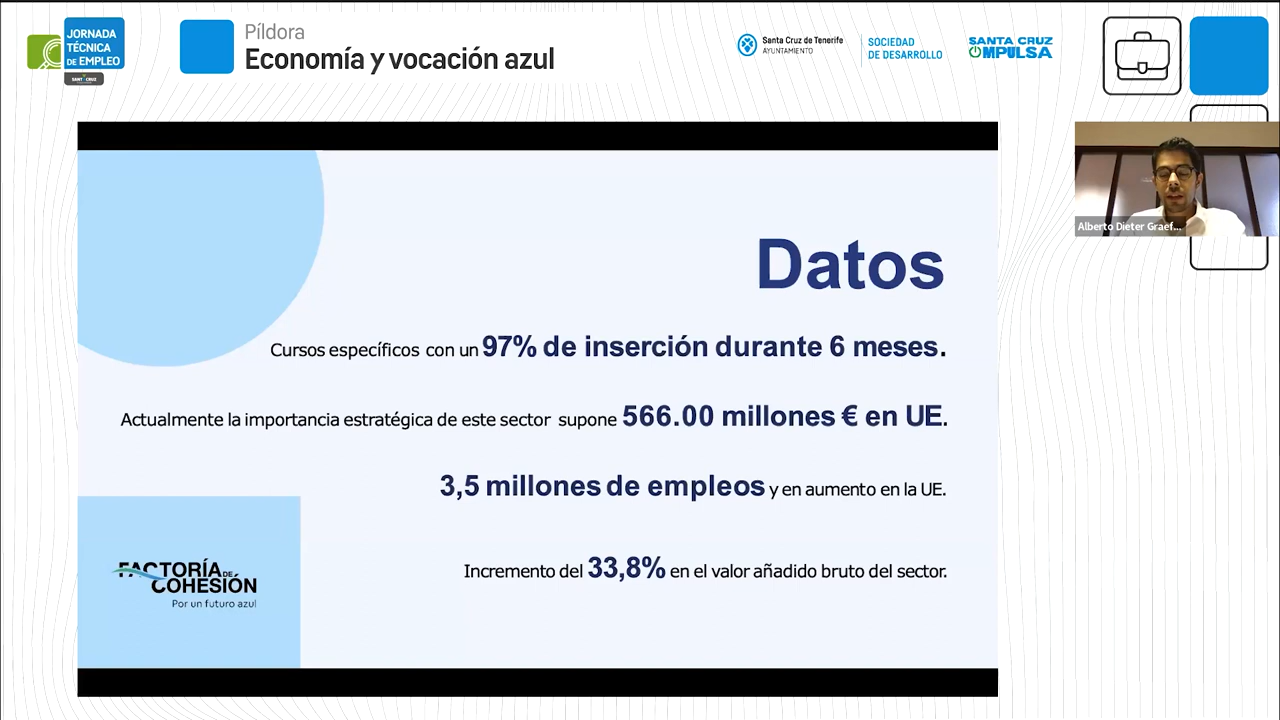 JORNADA
TÉCNICA
DE EMPLEO
Píldora
Economía y vocación azul
Santa Cruz de Tenerife
AYUNTAMIENTO
SOCIEDAD
DE DESARROLLO
SANTA CRUZ
MPULSA
Alberto Dieter Graef...
Datos
Cursos específicos con un 97% de inserción durante 6 meses.
Actualmente la importancia estratégica de este sector supone 566.00 millones € en UE.
3,5 millones de empleos y en aumento en la UE.
Incremento del 33,8% en el valor añadido bruto del sector.
FACTORÍA DE
COHESIÓN
Por un futuro azul